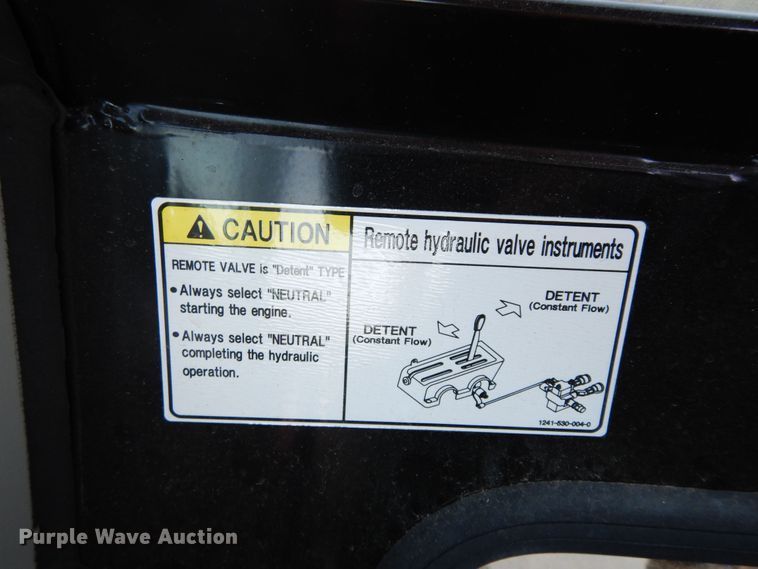 CAUTION
REMOTE VALVE is "Detent" TYPE
•Always select "NEUTRAL"
starting the engine.
•Always select "NEUTRAL"
completing the hydraulic
operation.
Remote hydraulic valve instruments
DETENT
(Constant Flow)
DETENT
(Constant Flow)
1241-530-004-0
Purple Wave Auction®